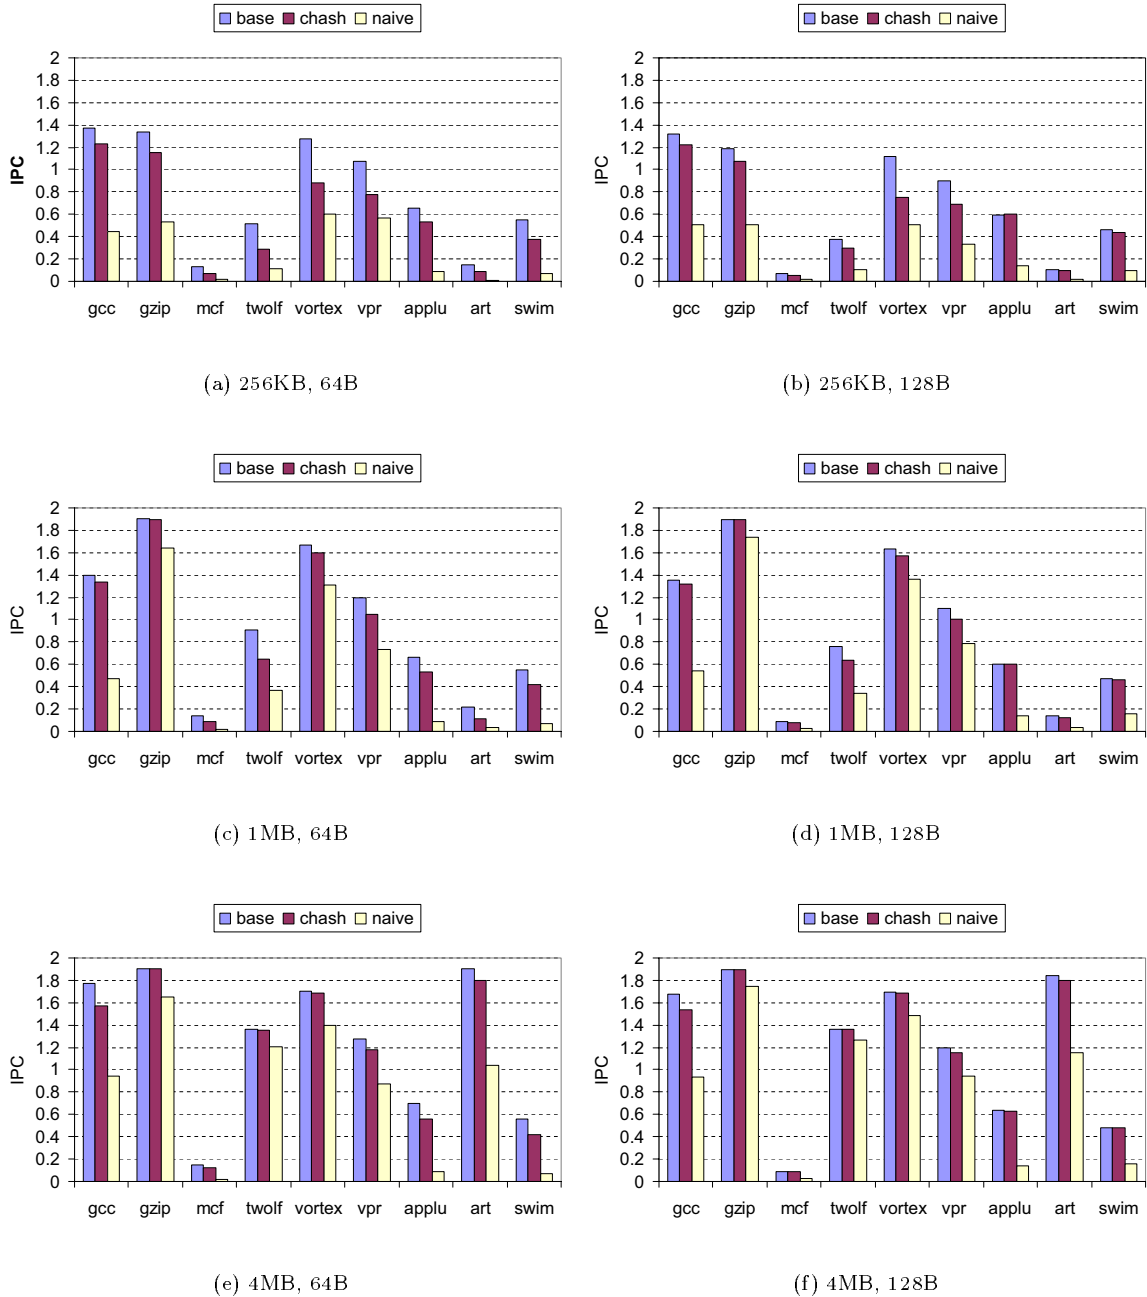 base chash naive
base chash naive
2
1.8
1.6
1.4
1.2
1
0.8
0.6
0.4
0.2
0
IPC
gcc gzip mcf twolf vortex vpr applu art swim
2
1.8
1.6
1.4
1.2
1
0.8
0.6
0.4
0.2
0
IPC
gcc gzip mcf twolf vortex vpr applu art swim
(a) 256KB, 64B
(b) 256KB, 128B
base chash naive
base chash naive
2
1.8
1.6
1.4
1.2
1
0.8
0.6
0.4
0.2
0
IPC
gcc gzip mcf twolf vortex vpr applu art swim
2
1.8
1.6
1.4
1.2
1
0.8
0.6
0.4
0.2
0
IPC
gcc gzip mcf twolf vortex vpr applu art swim
(c) 1MB, 64B
(d) 1MB, 128B
base chash naive
base chash naive
2
1.8
1.6
1.4
1.2
1
0.8
0.6
0.4
0.2
0
IPC
gcc gzip mcf twolf vortex vpr applu art swim
2
1.8
1.6
1.4
1.2
1
0.8
0.6
0.4
0.2
0
IPC
gcc gzip mcf twolf vortex vpr applu art swim
(e) 4MB, 64B
(f) 4MB, 128B